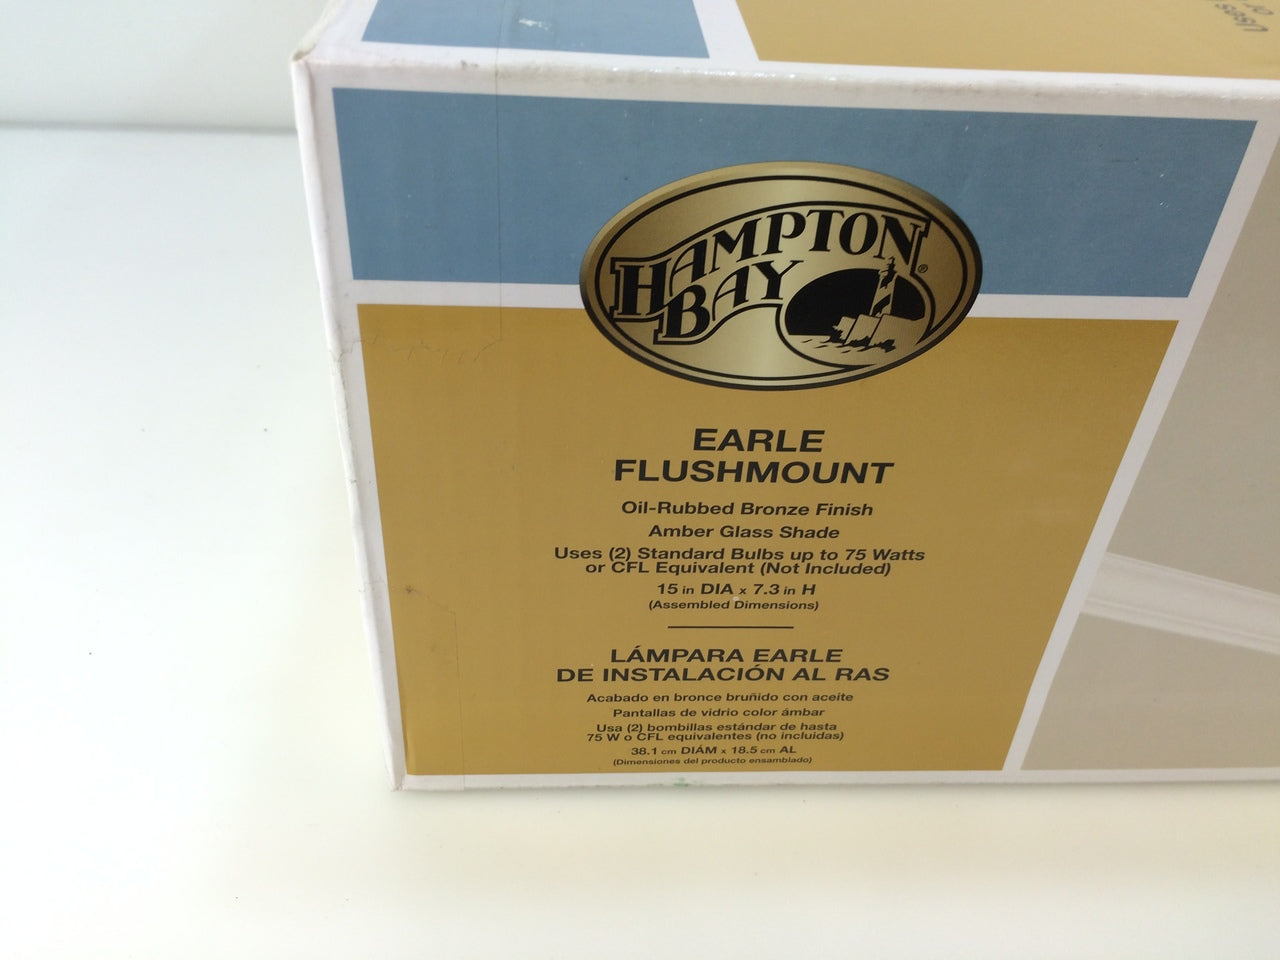 Uses
or
HAMPTON
BAY®
EARLE
FLUSHMOUNT
Oil-Rubbed Bronze Finish
Amber Glass Shade
Uses (2) Standard Bulbs up to 75 Watts
or CFL Equivalent (Not Included)
15 in DIA x 7.3 in H
(Assembled Dimensions)
LÁMPARA EARLE
DE INSTALACIÓN AL RAS
Acabado en bronce bruñido con aceite
Pantallas de vidrio color ámbar
Usa (2) bombillas estándar de hasta
75 W o CFL equivalentes (no incluidas)
38.1 cm DIÁM x 18.5 cm AL
(Dimensiones del producto ensamblado)